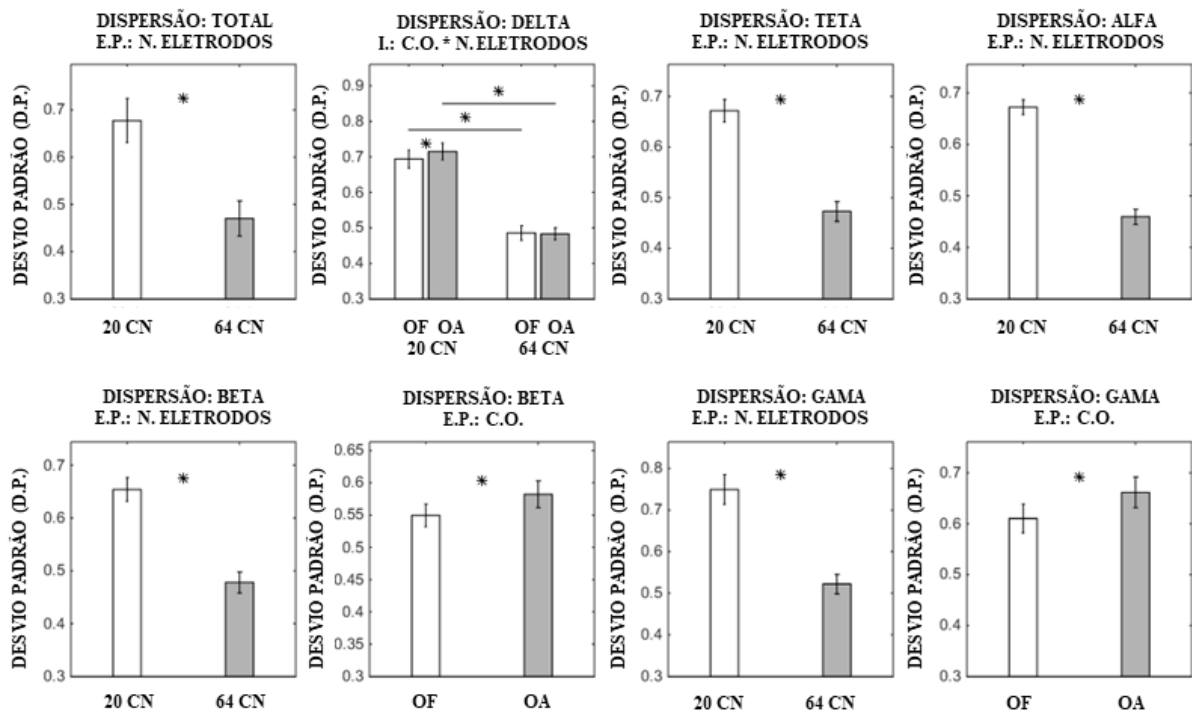 DISPERSÃO: TOTAL
E.P.: N. ELETRODOS
DESVIO PADRÃO (D.P.)
0.7
0.6
0.5
0.4
0.3
*
20 CN 64 CN
DISPERSÃO: DELTA
I.: C.O. * N. ELETRODOS
DESVIO PADRÃO (D.P.)
0.9
0.8
0.7
0.6
0.5
0.4
0.3
*
*
*
OF OA OF OA
20 CN 64 CN
DISPERSÃO: TETA
E.P.: N. ELETRODOS
DESVIO PADRÃO (D.P.)
0.7
0.6
0.5
0.4
0.3
*
20 CN 64 CN
DISPERSÃO: ALFA
E.P.: N. ELETRODOS
DESVIO PADRÃO (D.P.)
0.7
0.6
0.5
0.4
0.3
*
20 CN 64 CN
DISPERSÃO: BETA
E.P.: N. ELETRODOS
DESVIO PADRÃO (D.P.)
0.7
0.6
0.5
0.4
0.3
*
20 CN 64 CN
DISPERSÃO: BETA
E.P.: C.O.
DESVIO PADRÃO (D.P.)
0.65
0.6
0.55
0.5
0.45
0.4
0.35
0.3
*
OF OA
DISPERSÃO: GAMA
E.P.: N. ELETRODOS
DESVIO PADRÃO (D.P.)
0.8
0.7
0.6
0.5
0.4
0.3
*
20 CN 64 CN
DISPERSÃO: GAMA
E.P.: C.O.
DESVIO PADRÃO (D.P.)
0.7
0.6
0.5
0.4
0.3
*
OF OA